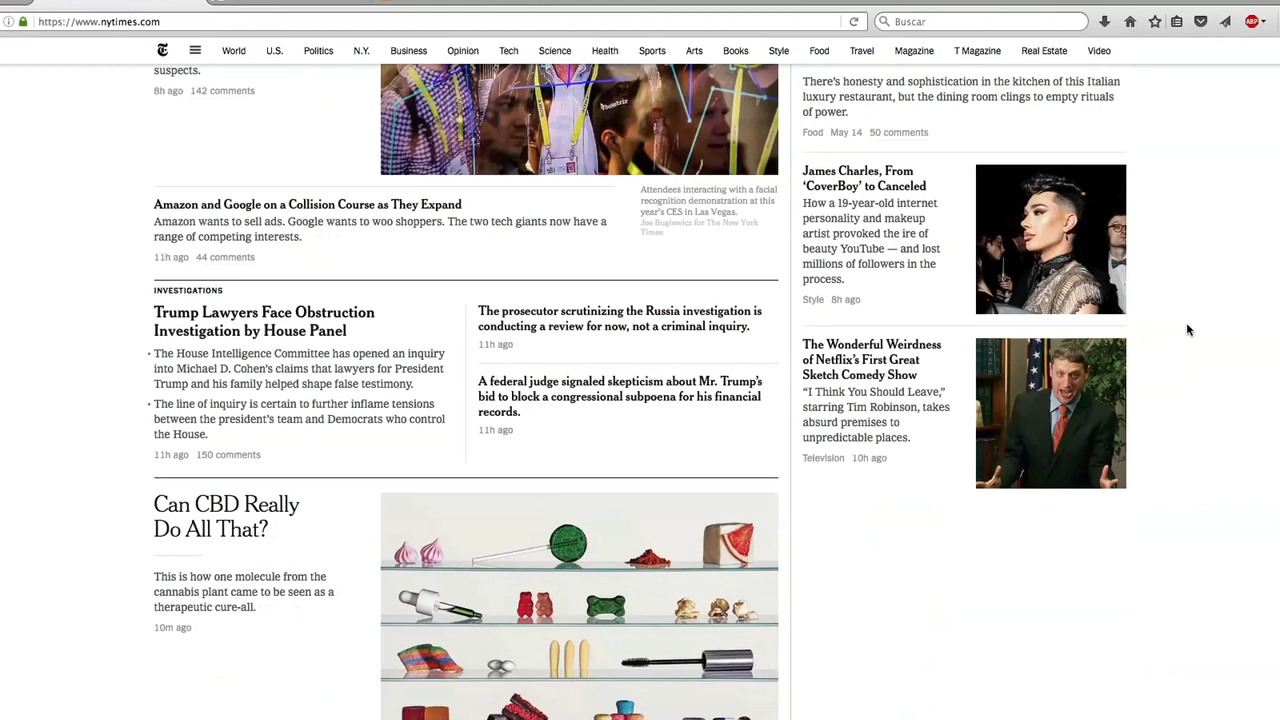 https://www.nytimes.com
Buscar
ABP
World U.S. Politics N.Y. Business Opinion Tech Science Health Sports Arts Books Style Food Travel Magazine T Magazine Real Estate Video
suspects.
8h ago 142 comments
Attendees interacting with a facial
recognition demonstration at this
year's CES in Las Vegas.
Joe Buglewicz for The New York
Times
Amazon and Google on a Collision Course as They Expand
Amazon wants to sell ads. Google wants to woo shoppers. The two tech giants now have a
range of competing interests.
11h ago 44 comments
INVESTIGATIONS
Trump Lawyers Face Obstruction
Investigation by House Panel
• The House Intelligence Committee has opened an inquiry
into Michael D. Cohen's claims that lawyers for President
Trump and his family helped shape false testimony.
• The line of inquiry is certain to further inflame tensions
between the president's team and Democrats who control
the House.
11h ago 150 comments
The prosecutor scrutinizing the Russia investigation is
conducting a review for now, not a criminal inquiry.
11h ago
A federal judge signaled skepticism about Mr. Trump's
bid to block a congressional subpoena for his financial
records.
11h ago
Can CBD Really
Do All That?
This is how one molecule from the
cannabis plant came to be seen as a
therapeutic cure-all.
10m ago
There's honesty and sophistication in the kitchen of this Italian
luxury restaurant, but the dining room clings to empty rituals
of power.
Food May 14 50 comments
James Charles, From
'CoverBoy' to Canceled
How a 19-year-old internet
personality and makeup
artist provoked the ire of
beauty YouTube — and lost
millions of followers in the
process.
Style 8h ago
The Wonderful Weirdness
of Netflix's First Great
Sketch Comedy Show
“I Think You Should Leave,”
starring Tim Robinson, takes
absurd premises to
unpredictable places.
Television 10h ago